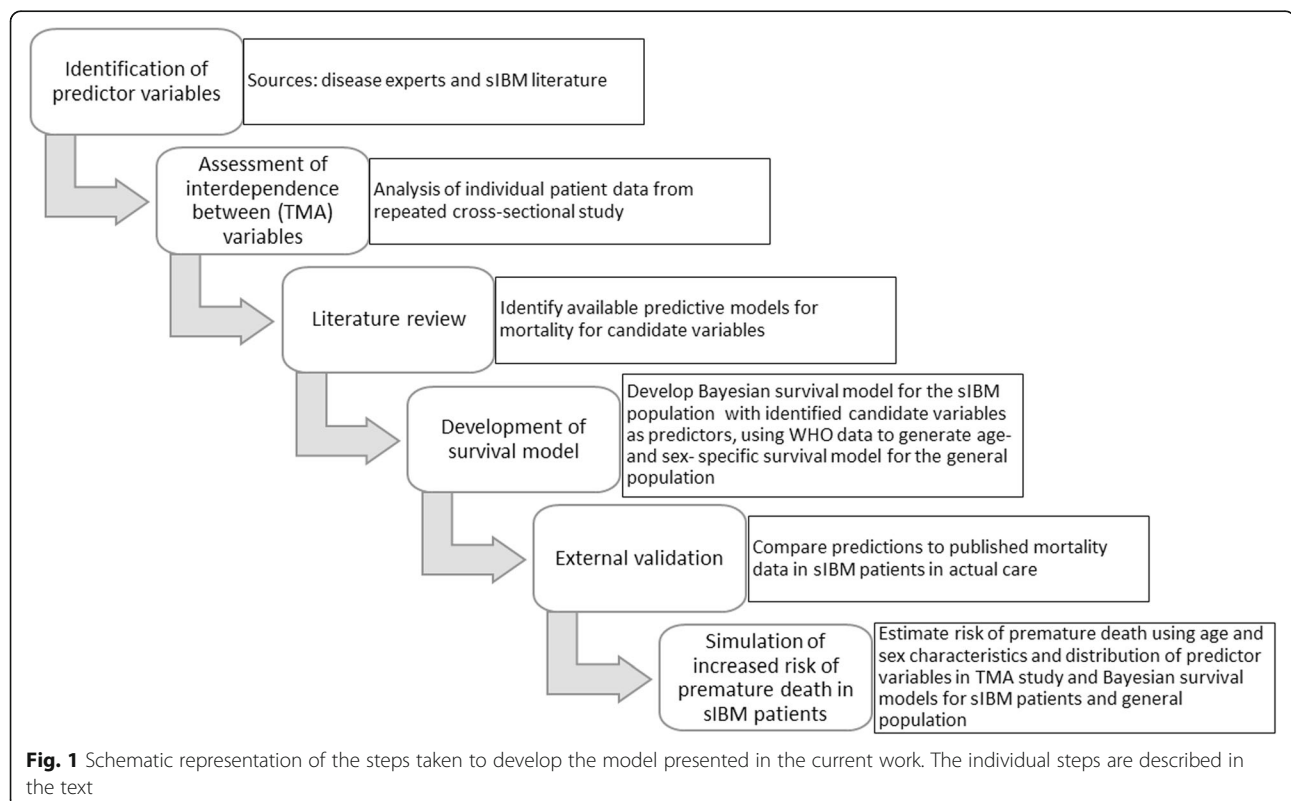 Identification of
predictor variables
Sources: disease experts and sIBM literature
Assessment of
interdependence
between (TMA)
variables
Analysis of individual patient data from
repeated cross-sectional study
Literature review
Identify available predictive models for
mortality for candidate variables
Development of
survival model
Develop Bayesian survival model for the sIBM
population with identified candidate variables
as predictors, using WHO data to generate age-
and sex- specific survival model for the general
population
External validation
Compare predictions to published mortality
data in sIBM patients in actual care
Simulation of
increased risk of
premature death in
sIBM patients
Estimate risk of premature death using age and
sex characteristics and distribution of predictor
variables in TMA study and Bayesian survival
models for sIBM patients and general
population
Fig. 1 Schematic representation of the steps taken to develop the model presented in the current work. The individual steps are described in
the text